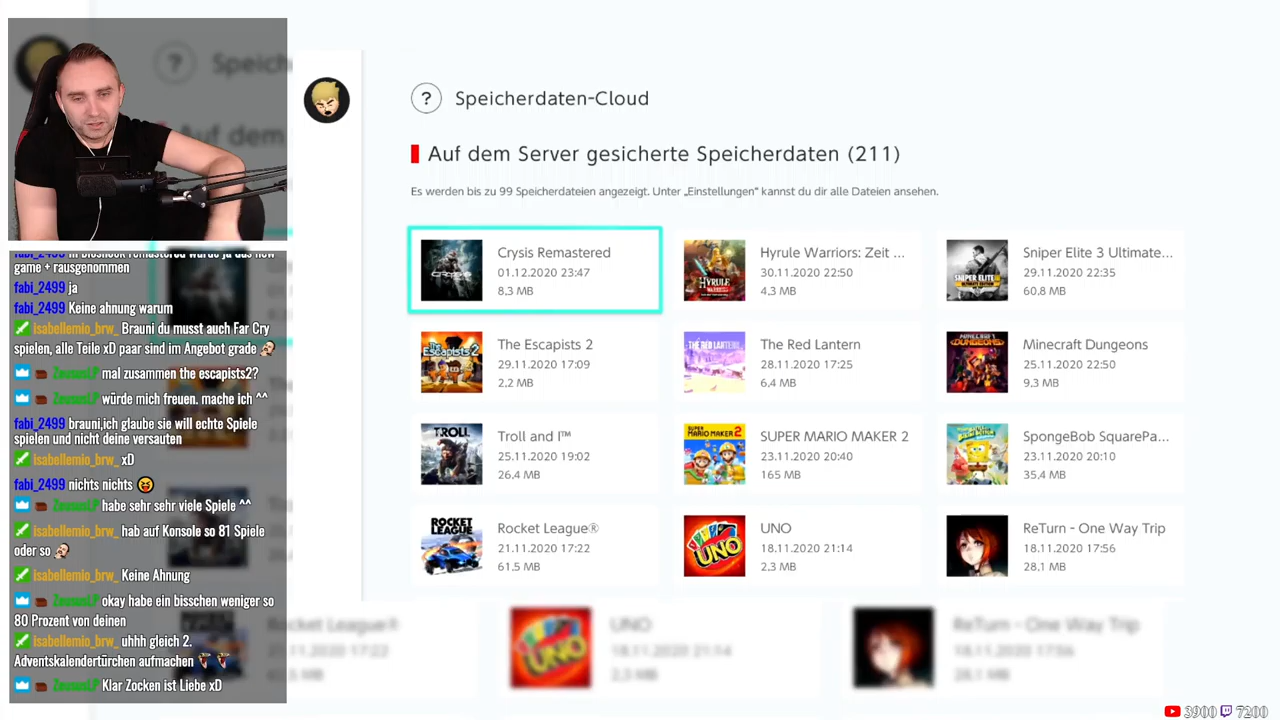 ? Speicherdaten-Cloud
Auf dem Server gesicherte Speicherdaten (211)
Es werden bis zu 99 Speicherdateien angezeigt. Unter „Einstellungen“ kannst du dir alle Dateien ansehen.
Crysis Remastered
01.12.2020 23:47
8,3 MB
Hyrule Warriors: Zeit ...
30.11.2020 22:50
4,3 MB
Sniper Elite 3 Ultimate...
29.11.2020 22:35
60,8 MB
The Escapists 2
29.11.2020 17:09
2,2 MB
The Red Lantern
28.11.2020 17:25
6,4 MB
Minecraft Dungeons
25.11.2020 22:50
9,3 MB
Troll and I™
25.11.2020 19:02
26,4 MB
SUPER MARIO MAKER 2
23.11.2020 20:40
165 MB
SpongeBob SquarePa...
23.11.2020 20:10
35,4 MB
Rocket League®
21.11.2020 17:22
61,5 MB
UNO
18.11.2020 21:14
2,3 MB
ReTurn - One Way Trip
18.11.2020 17:56
28,1 MB
game + rausgenommen
fabi_2499 ja
fabi_2499 Keine ahnung warum
isabellemio_brw_ Brauni du musst auch Far Cry
spielen, alle Teile xD paar sind im Angebot grade
ZeususLP mal zusammen the escapists2?
ZeususLP würde mich freuen. mache ich ^^
fabi_2499 brauni,ich glaube sie will echte Spiele
spielen und nicht deine versauten
isabellemio_brw_ xD
fabi_2499 nichts nichts
ZeususLP habe sehr sehr viele Spiele ^^
isabellemio_brw_ hab auf Konsole so 81 Spiele
oder so
isabellemio_brw_ Keine Ahnung
ZeususLP okay habe ein bisschen weniger so
80 Prozent von deinen
isabellemio_brw_ uhhh gleich 2.
Adventskalendertürchen aufmachen
ZeususLP Klar Zocken ist Liebe xD
3900 7200